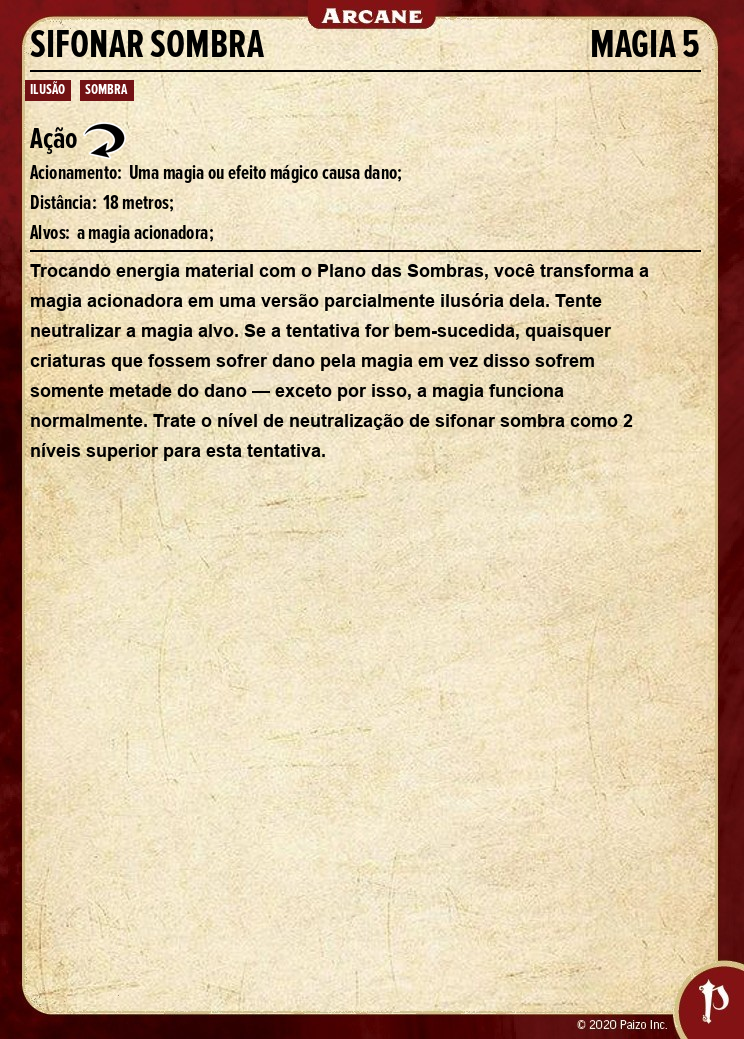 ARCANE
SIFONAR SOMBRA MAGIA 5
ILUSÃO SOMBRA
Ação
Acionamento: Uma magia ou efeito mágico causa dano;
Distância: 18 metros;
Alvos: a magia acionadora;
Trocando energia material com o Plano das Sombras, você transforma a
magia acionadora em uma versão parcialmente ilusória dela. Tente
neutralizar a magia alvo. Se a tentativa for bem-sucedida, quaisquer
criaturas que fossem sofrer dano pela magia em vez disso sofrem
somente metade do dano — exceto por isso, a magia funciona
normalmente. Trate o nível de neutralização de sifonar sombra como 2
níveis superior para esta tentativa.
© 2020 Paizo Inc.
P